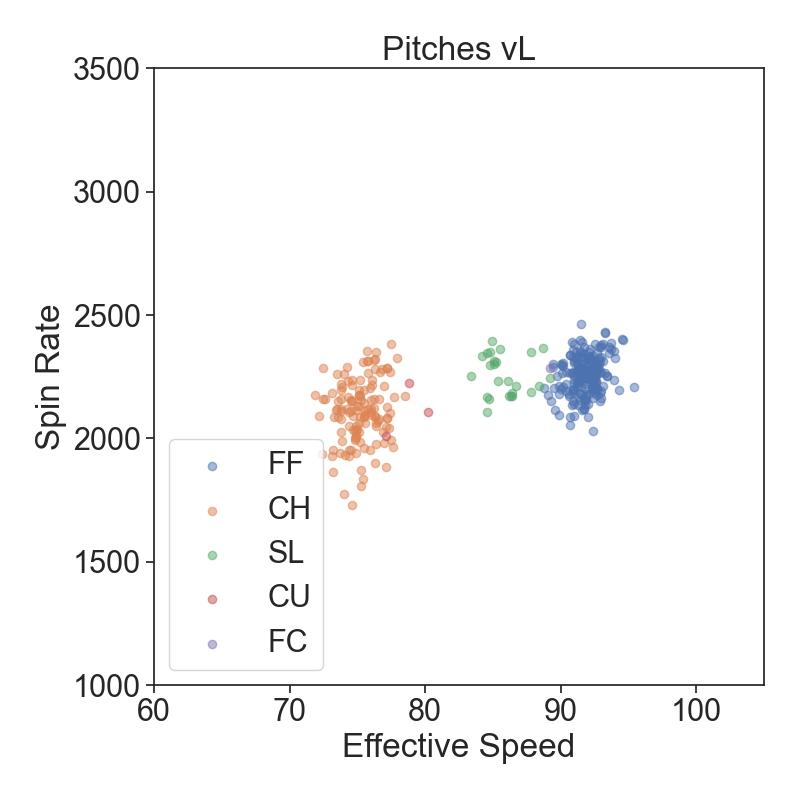 Pitches vL
3500
3000
2500
2000
1500
1000
Spin Rate
FF
CH
SL
CU
FC
60 70 80 90 100
Effective Speed